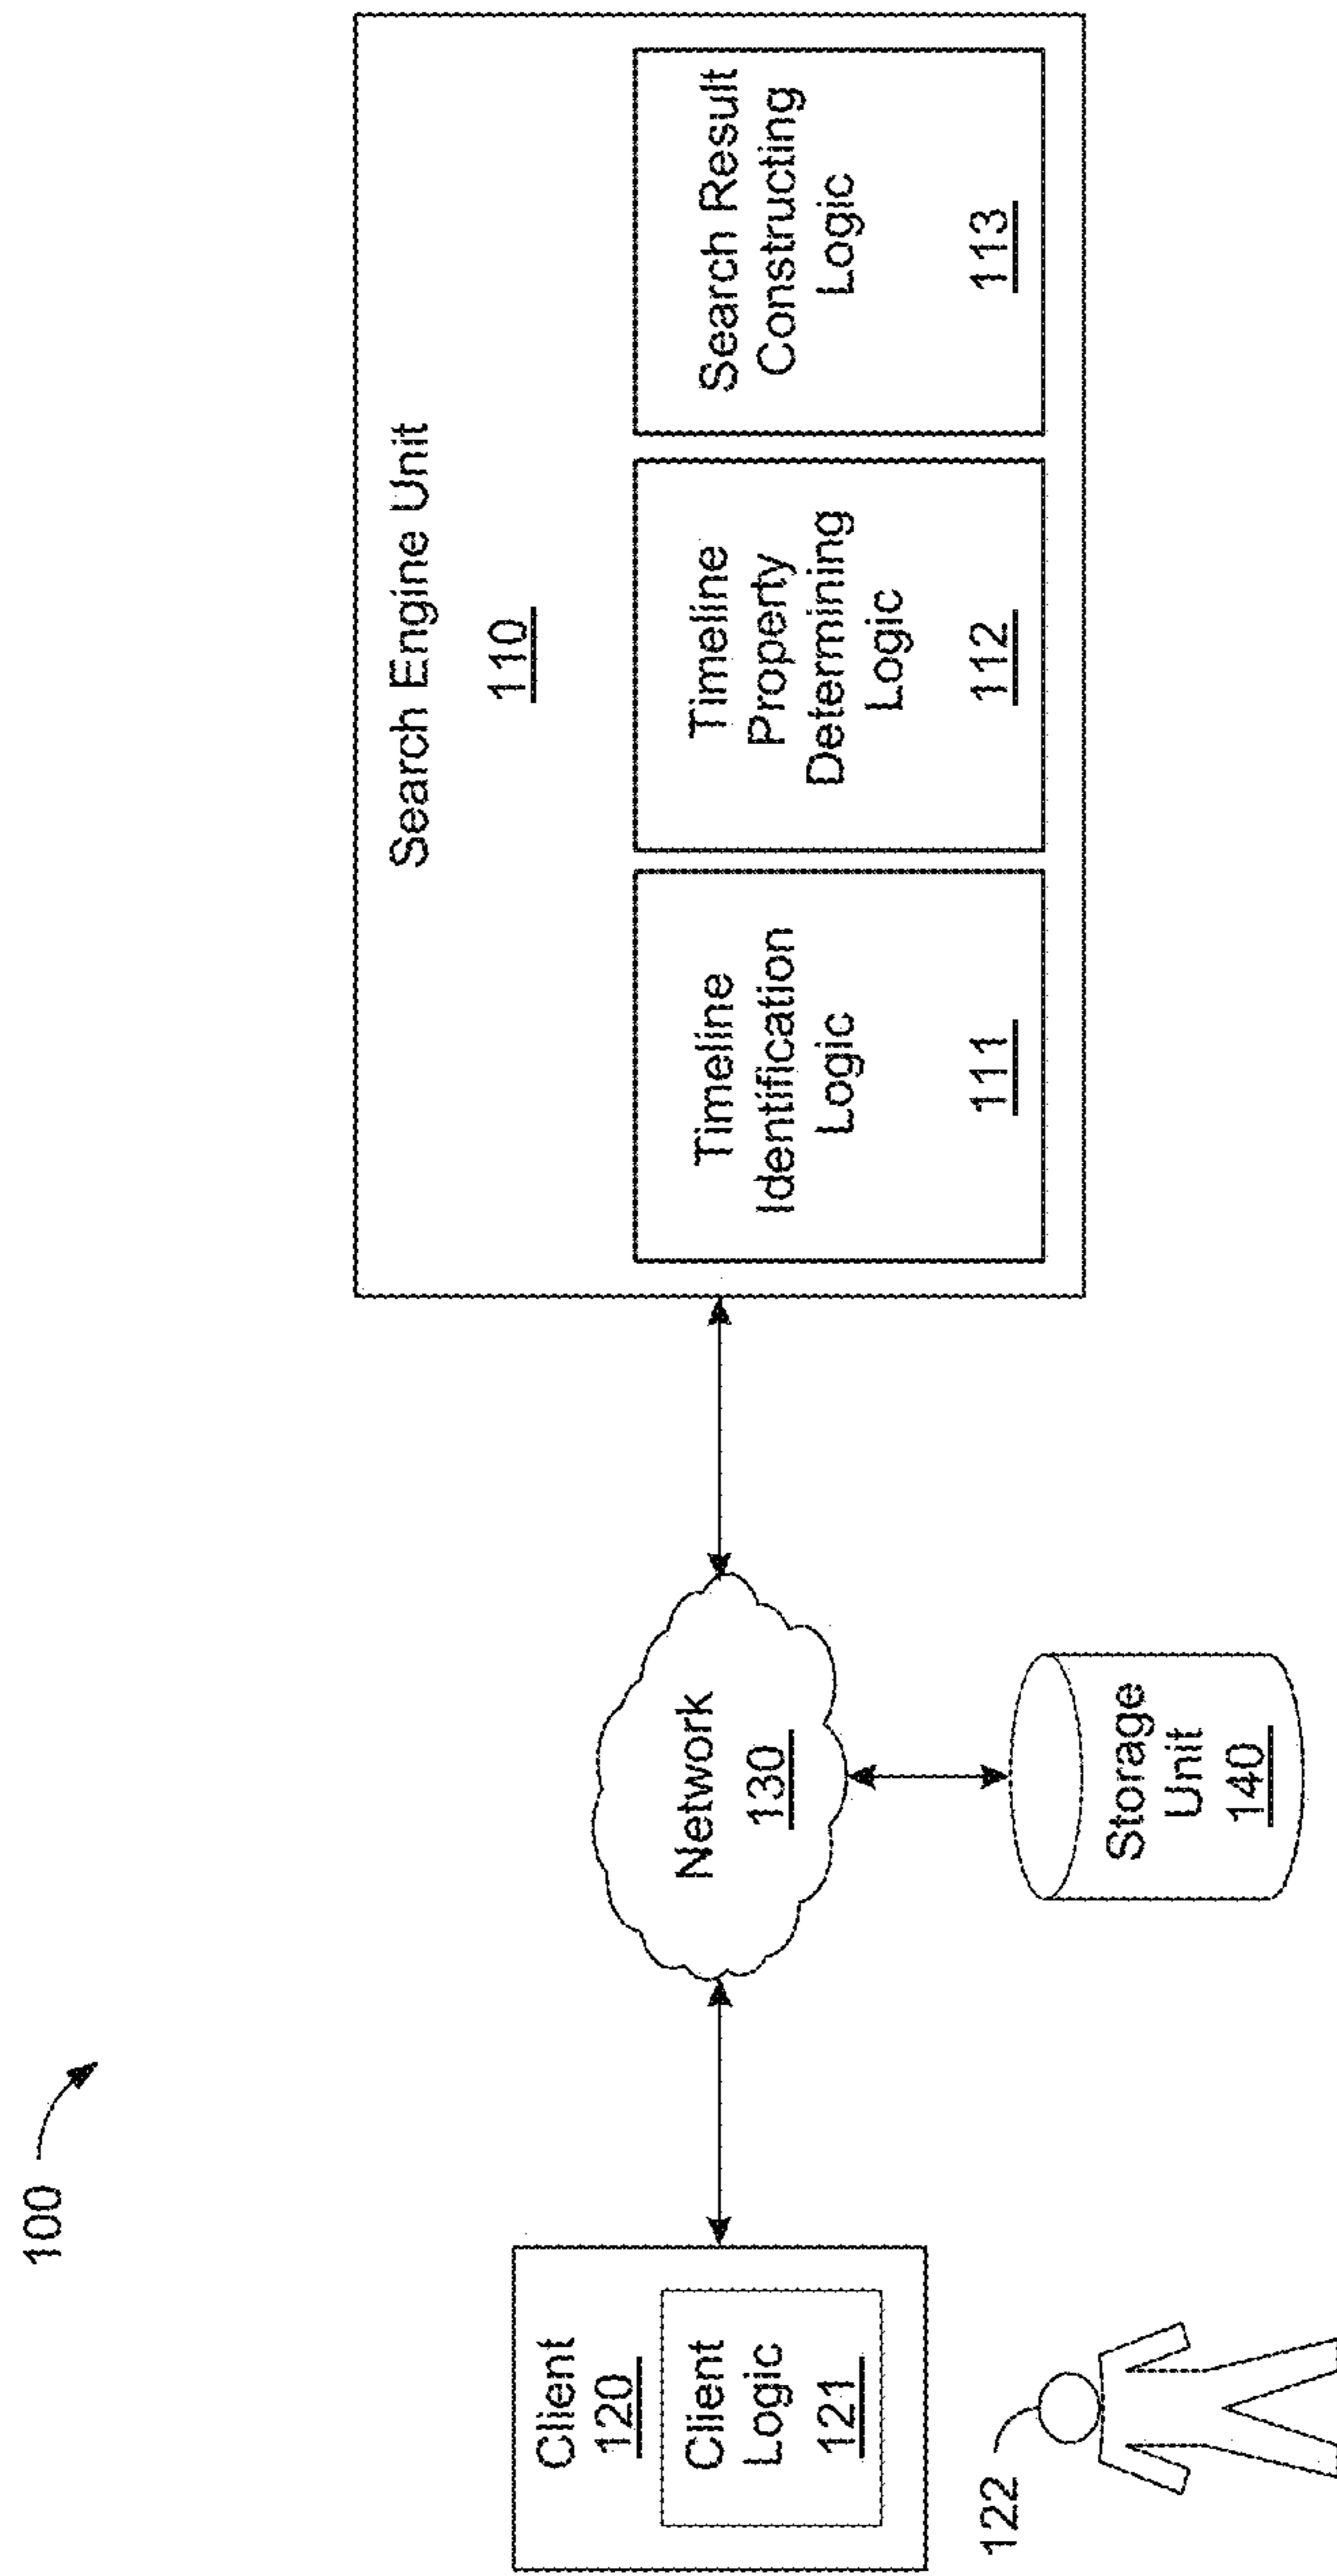 100
Client
120
Client
Logic
121
122
Network
130
Storage
Unit
140
Search Engine Unit
110
Timeline
Identification
Logic
111
Timeline
Property
Determining
Logic
112
Search Result
Constructing
Logic
113